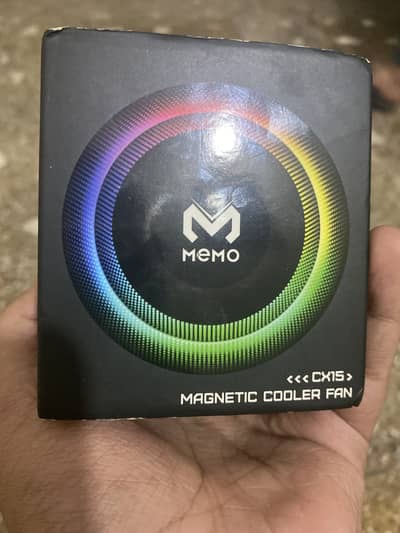 MeMO
<<< CX15 >
MAGNETIC COOLER FAN